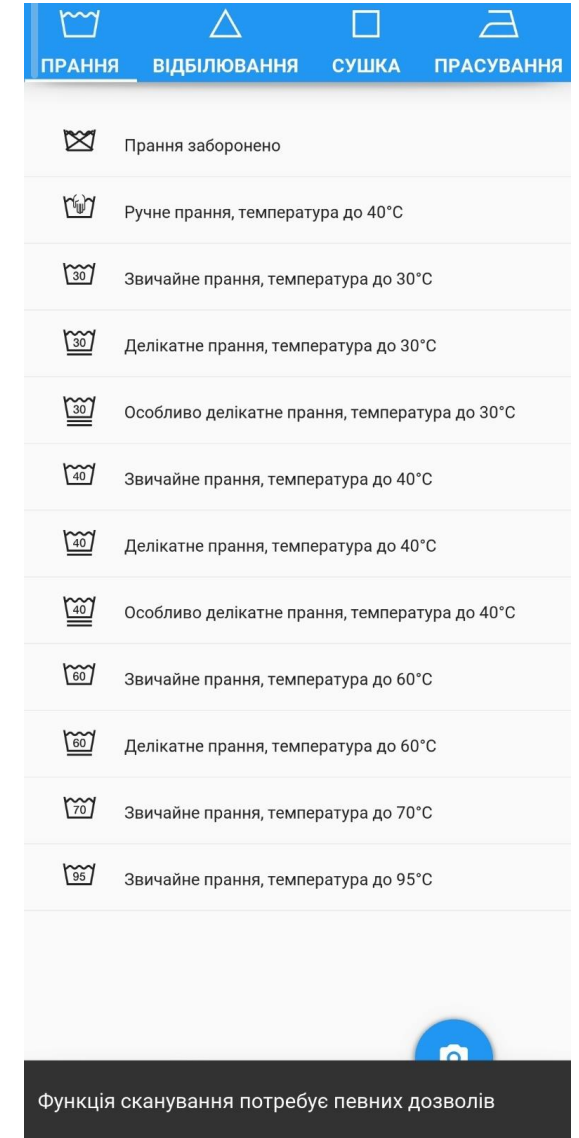 ПРАННЯ ВІДБІЛЮВАННЯ СУШКА ПРАСУВАННЯ
Прання заборонено
Ручне прання, температура до 40°C
30 Звичайне прання, температура до 30°C
30 Делікатне прання, температура до 30°C
30 Особливо делікатне прання, температура до 30°C
40 Звичайне прання, температура до 40°C
40 Делікатне прання, температура до 40°C
40 Особливо делікатне прання, температура до 40°C
60 Звичайне прання, температура до 60°C
60 Делікатне прання, температура до 60°C
70 Звичайне прання, температура до 70°C
95 Звичайне прання, температура до 95°C
Функція сканування потребує певних дозволів